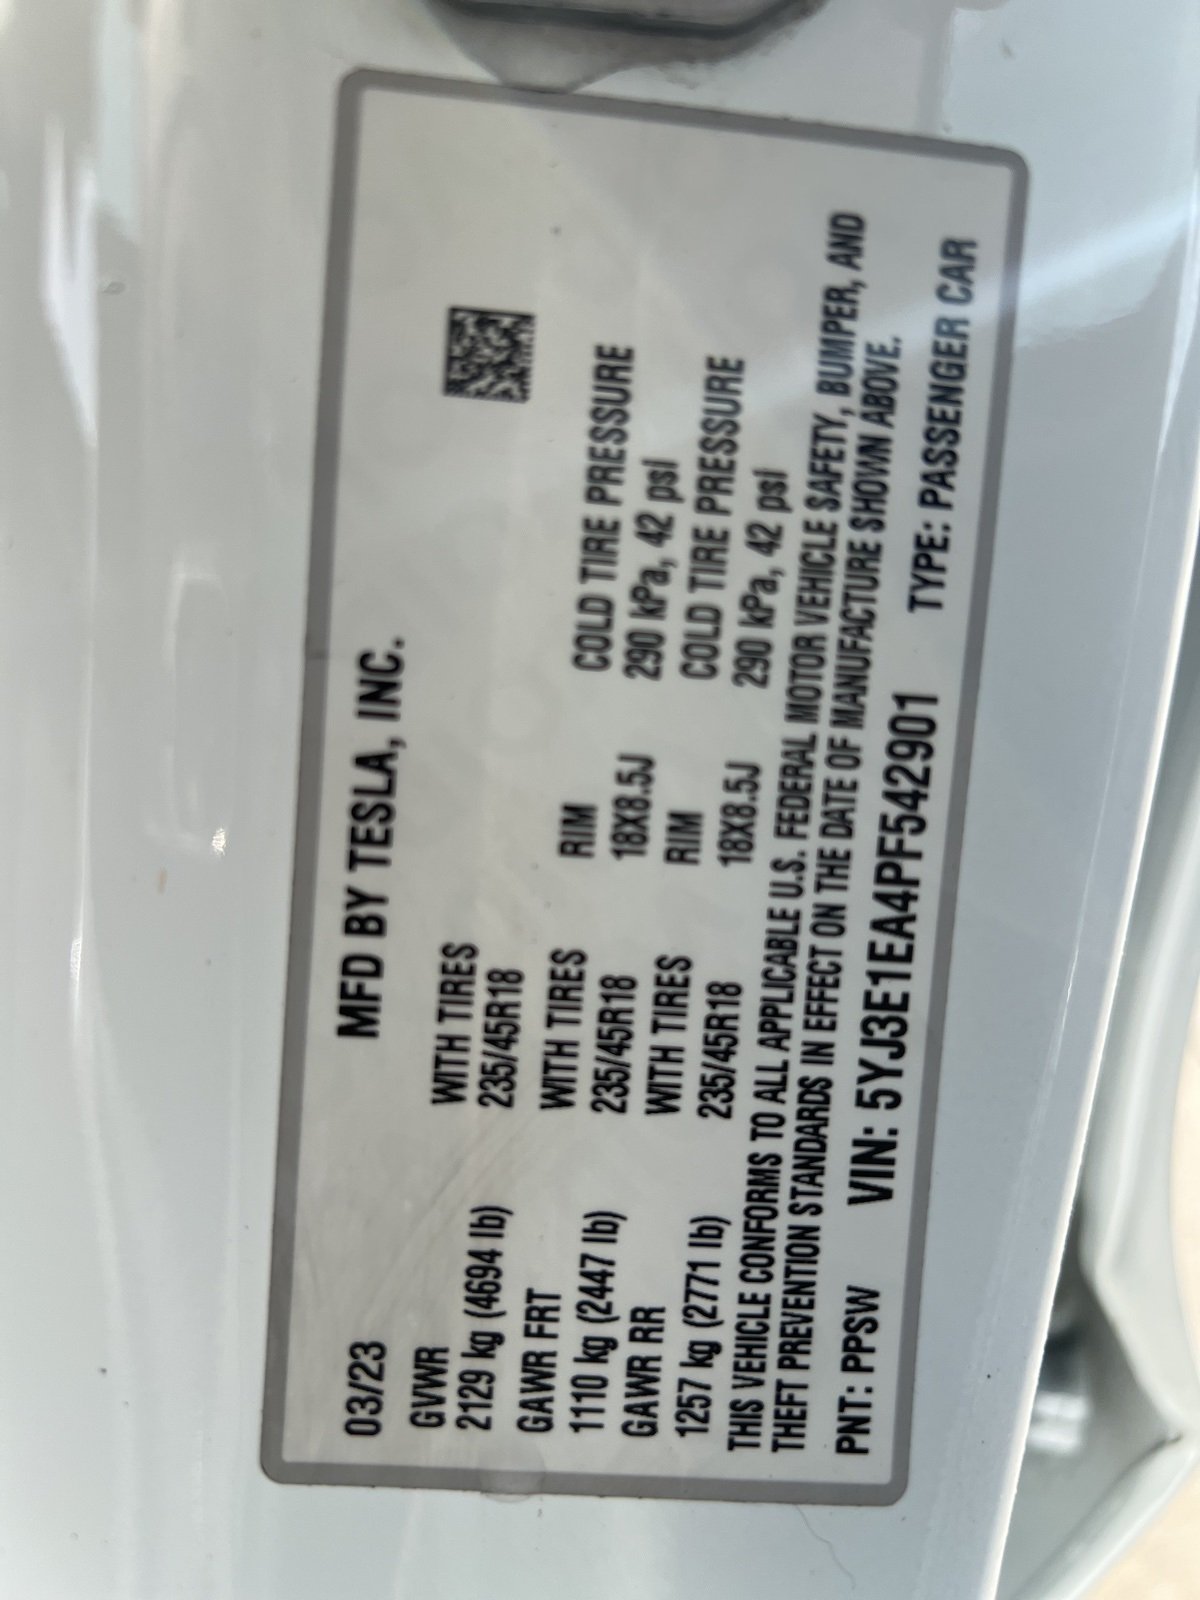 03/23 MFD BY TESLA, INC.
GVWR WITH TIRES
2129 kg (4694 lb) 235/45R18
GAWR FRT WITH TIRES RIM COLD TIRE PRESSURE
1110 kg (2447 lb) 235/45R18 18X8.5J 290 kPa, 42 psi
GAWR RR WITH TIRES RIM COLD TIRE PRESSURE
1257 kg (2771 lb) 235/45R18 18X8.5J 290 kPa, 42 psi
THIS VEHICLE CONFORMS TO ALL APPLICABLE U.S. FEDERAL MOTOR VEHICLE SAFETY, BUMPER, AND
THEFT PREVENTION STANDARDS IN EFFECT ON THE DATE OF MANUFACTURE SHOWN ABOVE.
PNT: PPSW VIN: 5YJ3E1EA4PF542901 TYPE: PASSENGER CAR